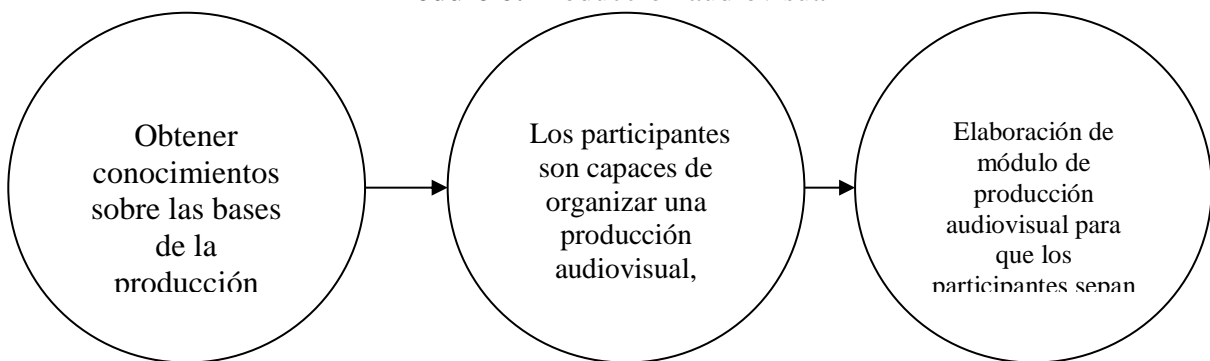 Obtener
conocimientos
sobre las bases
de la
producción
Los participantes
son capaces de
organizar una
producción
audiovisual,
Elaboración de
módulo de
producción
audiovisual para
que los
participantes sepan